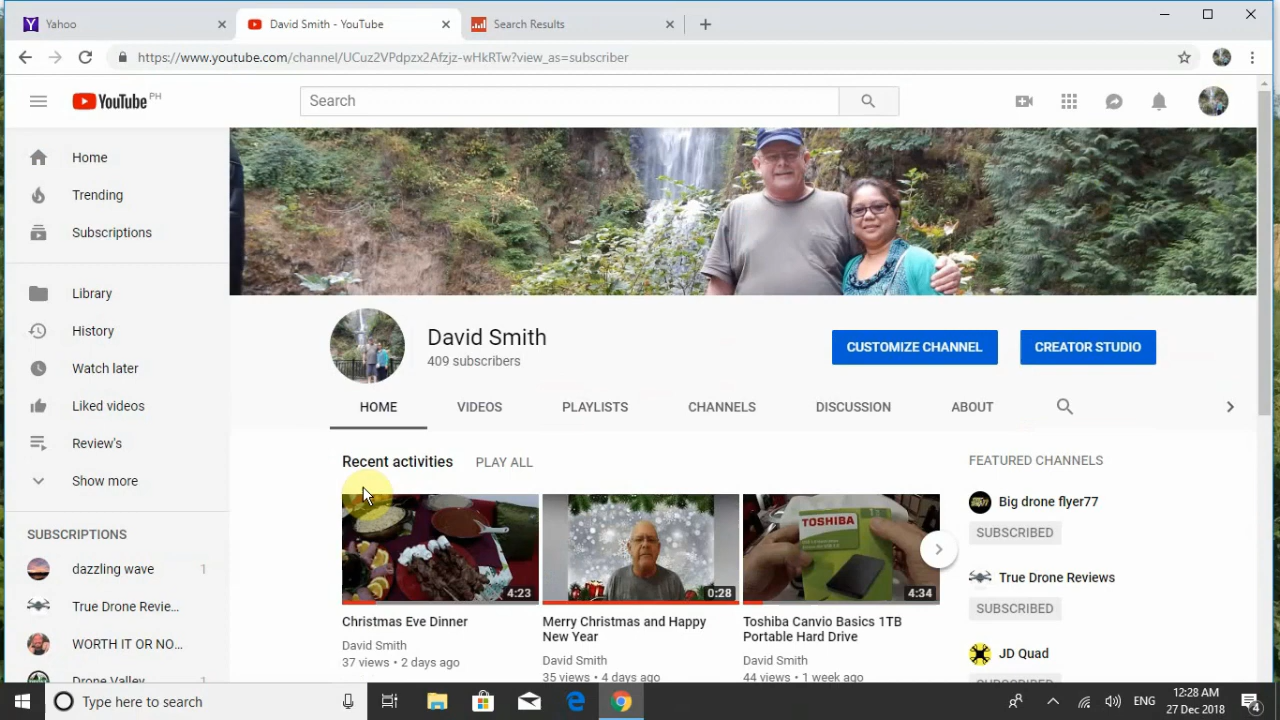 Yahoo
David Smith - YouTube
Search Results
https://www.youtube.com/channel/UCuz2VPdpzx2Afzjz-wHkRTw?view_as=subscriber
YouTube PH
Search
Home
Trending
Subscriptions
Library
History
Watch later
Liked videos
Review's
Show more
SUBSCRIPTIONS
dazzling wave 1
True Drone Revie...
WORTH IT OR NO...
Drone Valley
David Smith
409 subscribers
CUSTOMIZE CHANNEL
CREATOR STUDIO
HOME VIDEOS PLAYLISTS CHANNELS DISCUSSION ABOUT
Recent activities PLAY ALL
4:23
Christmas Eve Dinner
David Smith
37 views • 2 days ago
0:28
Merry Christmas and Happy
New Year
David Smith
35 views • 4 days ago
TOSHIBA
4:34
Toshiba Canvio Basics 1TB
Portable Hard Drive
David Smith
44 views • 1 week ago
FEATURED CHANNELS
Big drone flyer77
SUBSCRIBED
True Drone Reviews
SUBSCRIBED
JD Quad
SUBSCRIBED
Type here to search
ENG
12:28 AM
27 Dec 2018
4